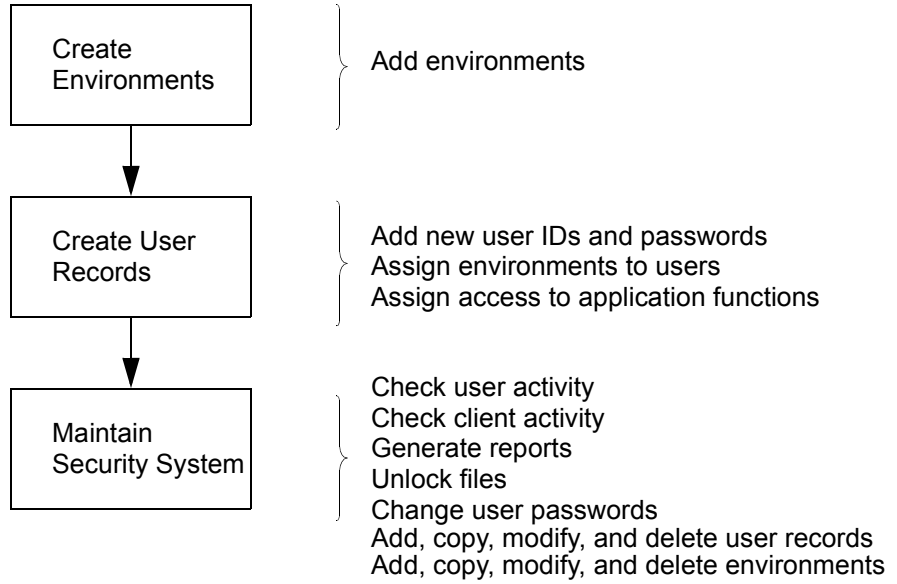 Create
Environments
Add environments
Create User
Records
Add new user IDs and passwords
Assign environments to users
Assign access to application functions
Maintain
Security System
Check user activity
Check client activity
Generate reports
Unlock files
Change user passwords
Add, copy, modify, and delete user records
Add, copy, modify, and delete environments